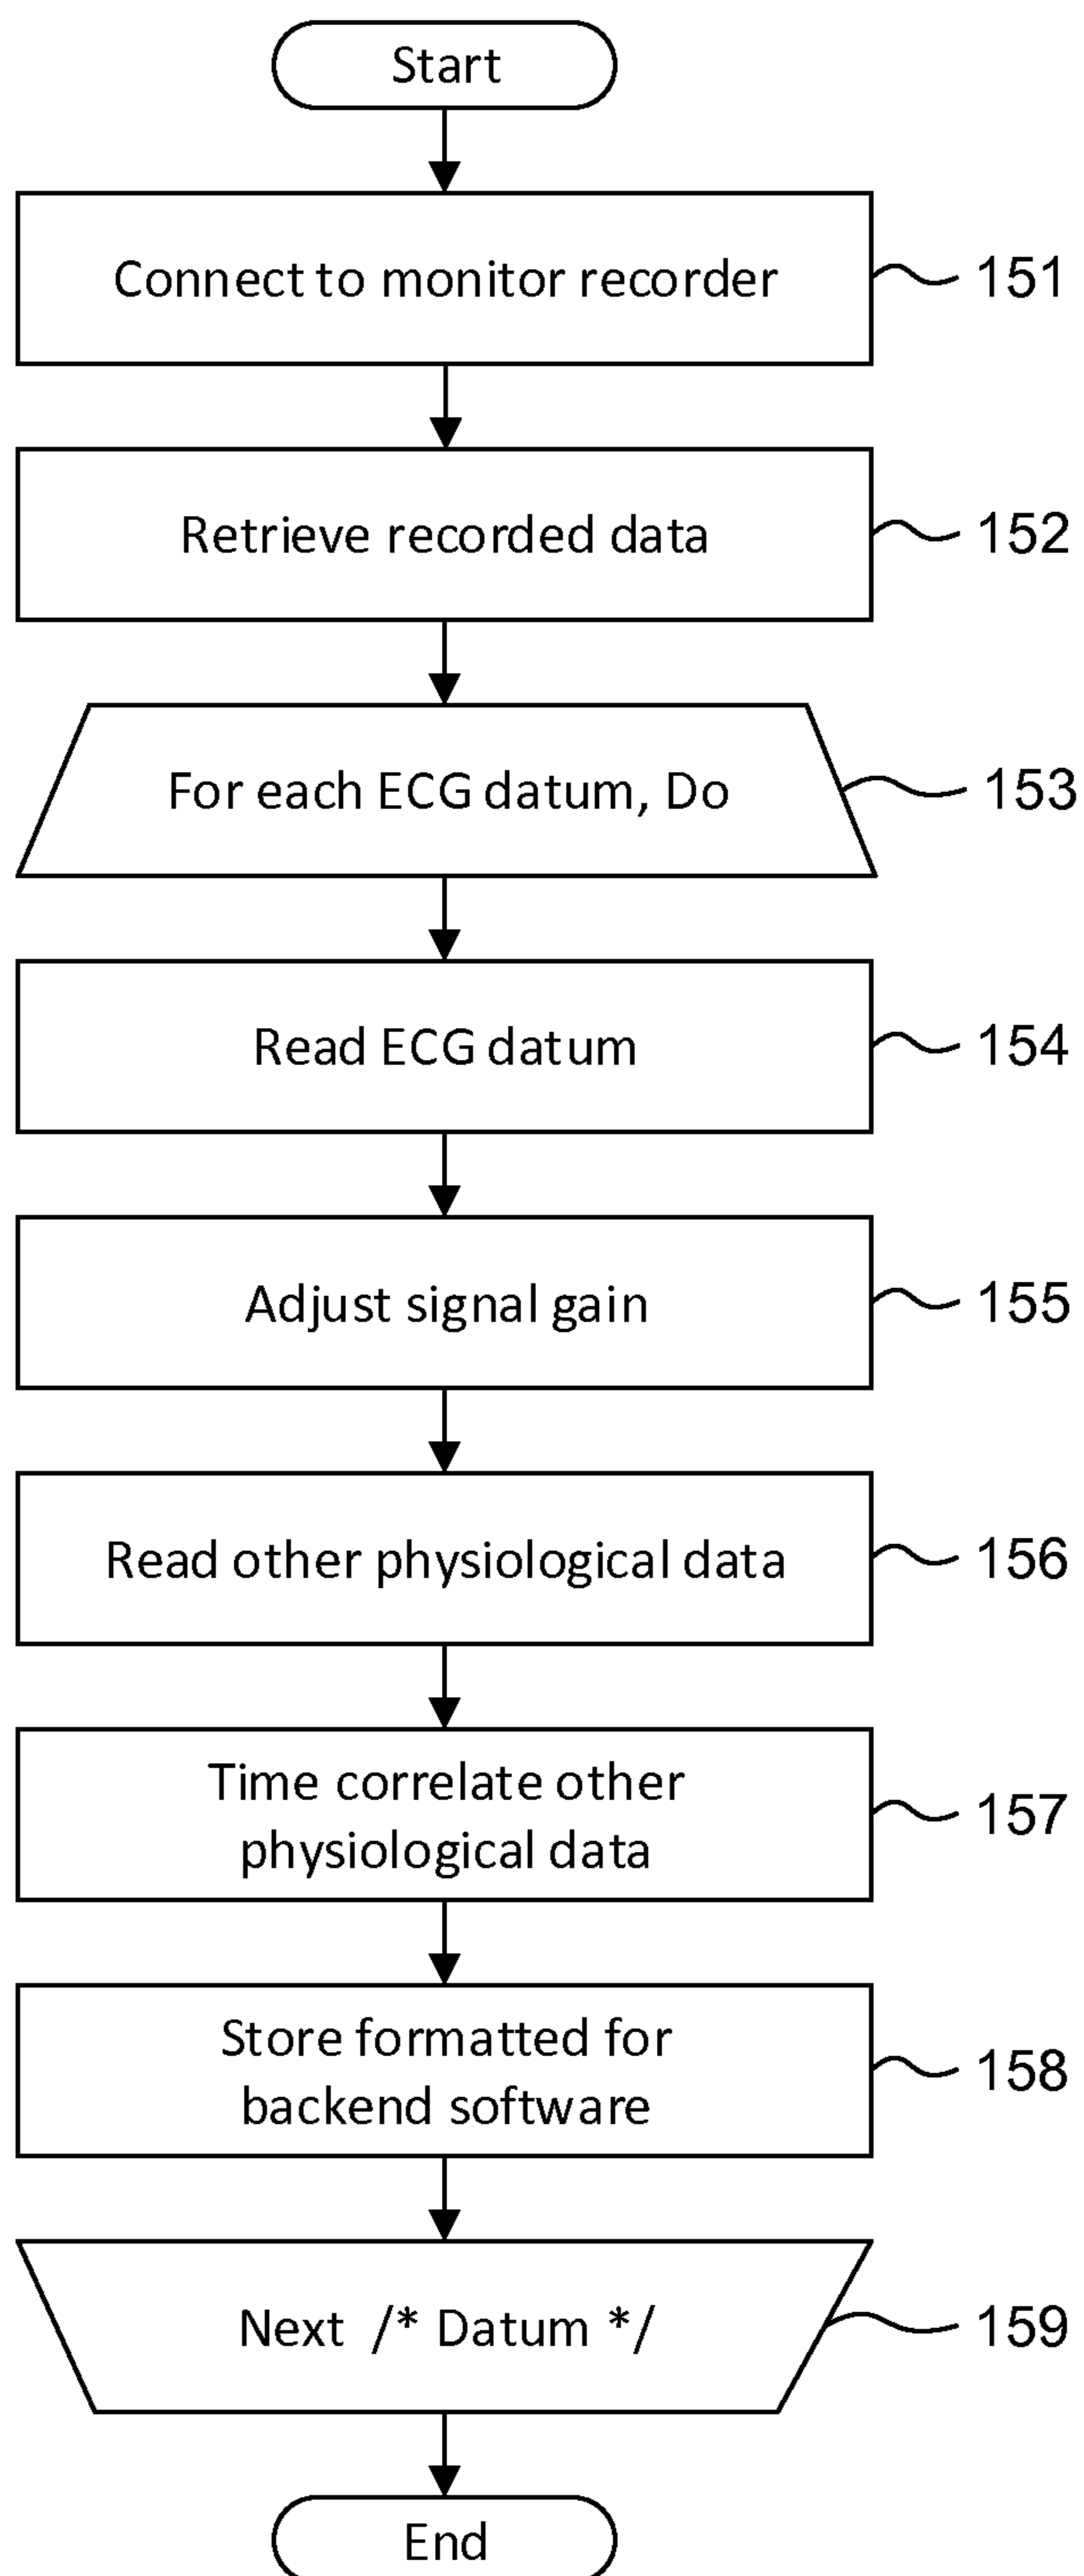 Start
Connect to monitor recorder
151
Retrieve recorded data
152
For each ECG datum, Do
153
Read ECG datum
154
Adjust signal gain
155
Read other physiological data
156
Time correlate other
physiological data
157
Store formatted for
backend software
158
Next /* Datum */
159
End